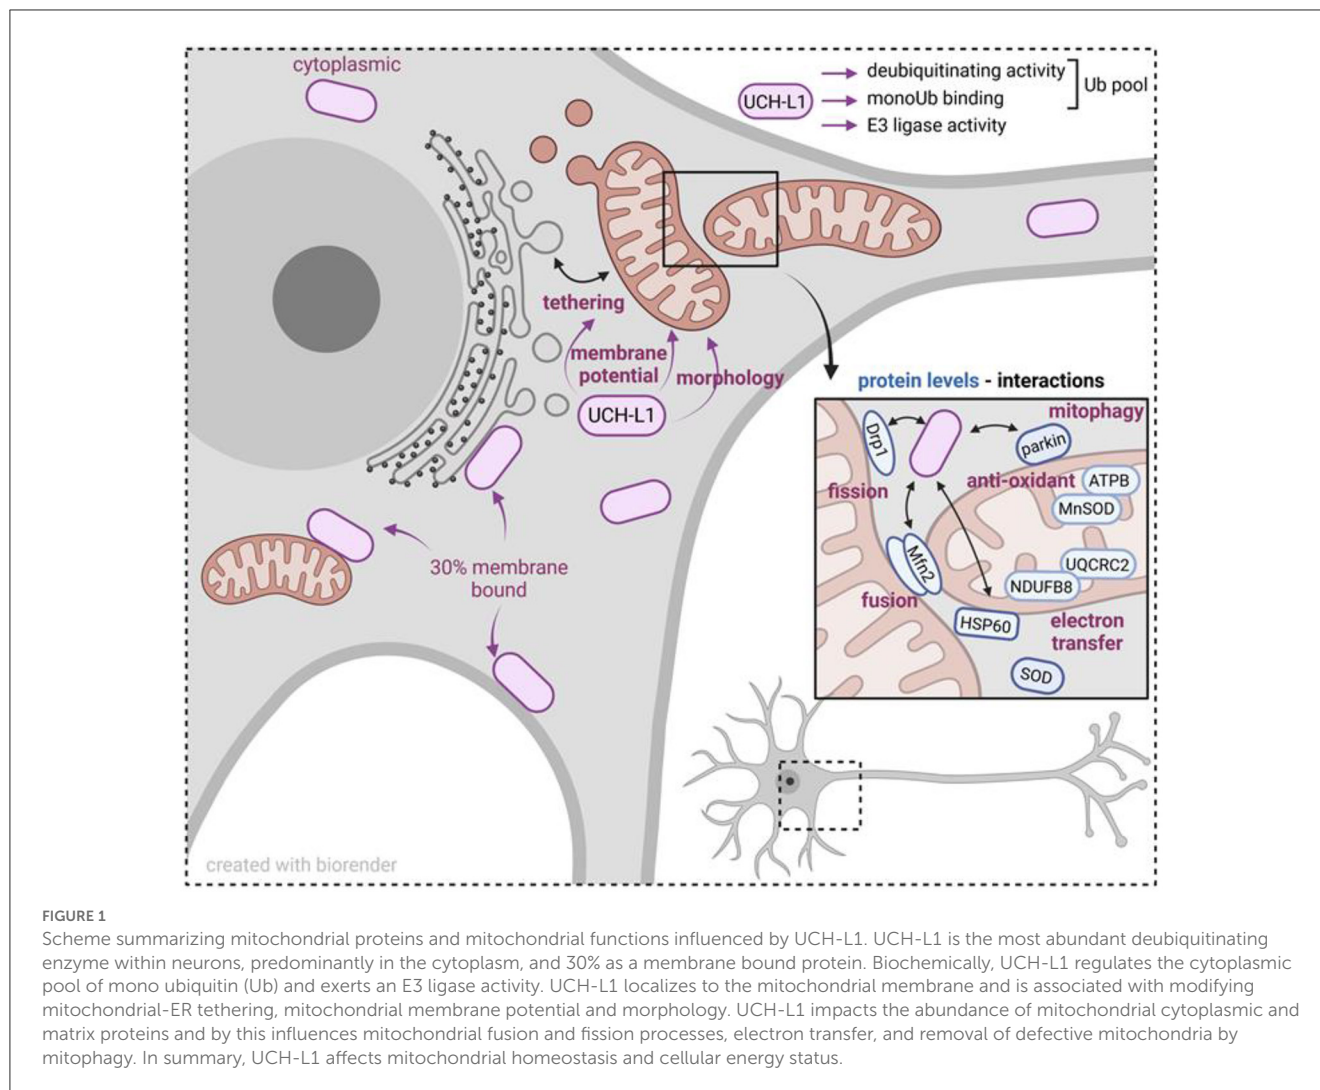 cytoplasmic
UCH-L1
deubiquitinating activity
monoUb binding
E3 ligase activity
Ub pool
tethering
membrane
potential
morphology
UCH-L1
30% membrane
bound
protein levels - interactions
mitophagy
Drp1
parkin
anti-oxidant
ATPB
MnSOD
fission
Mfn2
UQCRC2
NDUFB8
fusion
HSP60
electron
transfer
SOD
created with biorender
FIGURE 1
Scheme summarizing mitochondrial proteins and mitochondrial functions influenced by UCH-L1. UCH-L1 is the most abundant deubiquitinating
enzyme within neurons, predominantly in the cytoplasm, and 30% as a membrane bound protein. Biochemically, UCH-L1 regulates the cytoplasmic
pool of mono ubiquitin (Ub) and exerts an E3 ligase activity. UCH-L1 localizes to the mitochondrial membrane and is associated with modifying
mitochondrial-ER tethering, mitochondrial membrane potential and morphology. UCH-L1 impacts the abundance of mitochondrial cytoplasmic and
matrix proteins and by this influences mitochondrial fusion and fission processes, electron transfer, and removal of defective mitochondria by
mitophagy. In summary, UCH-L1 affects mitochondrial homeostasis and cellular energy status.